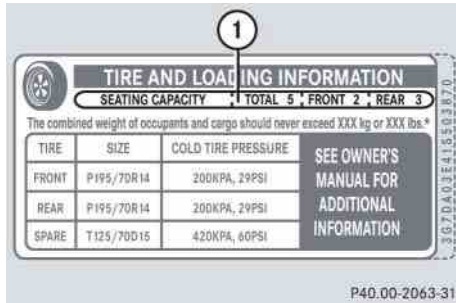 1
TIRE AND LOADING INFORMATION
SEATING CAPACITY TOTAL 5 FRONT 2 REAR 3
The combined weight of occupants and cargo should never exceed XXX kg or XXX lbs.*
TIRE SIZE COLD TIRE PRESSURE
FRONT P195/70R14 200KPA, 29PSI
REAR P195/70R14 200KPA, 29PSI
SPARE T125/70D15 420KPA, 60PSI
SEE OWNER'S
MANUAL FOR
ADDITIONAL
INFORMATION
3G7DA03E41S503870
P40.00-2063-31